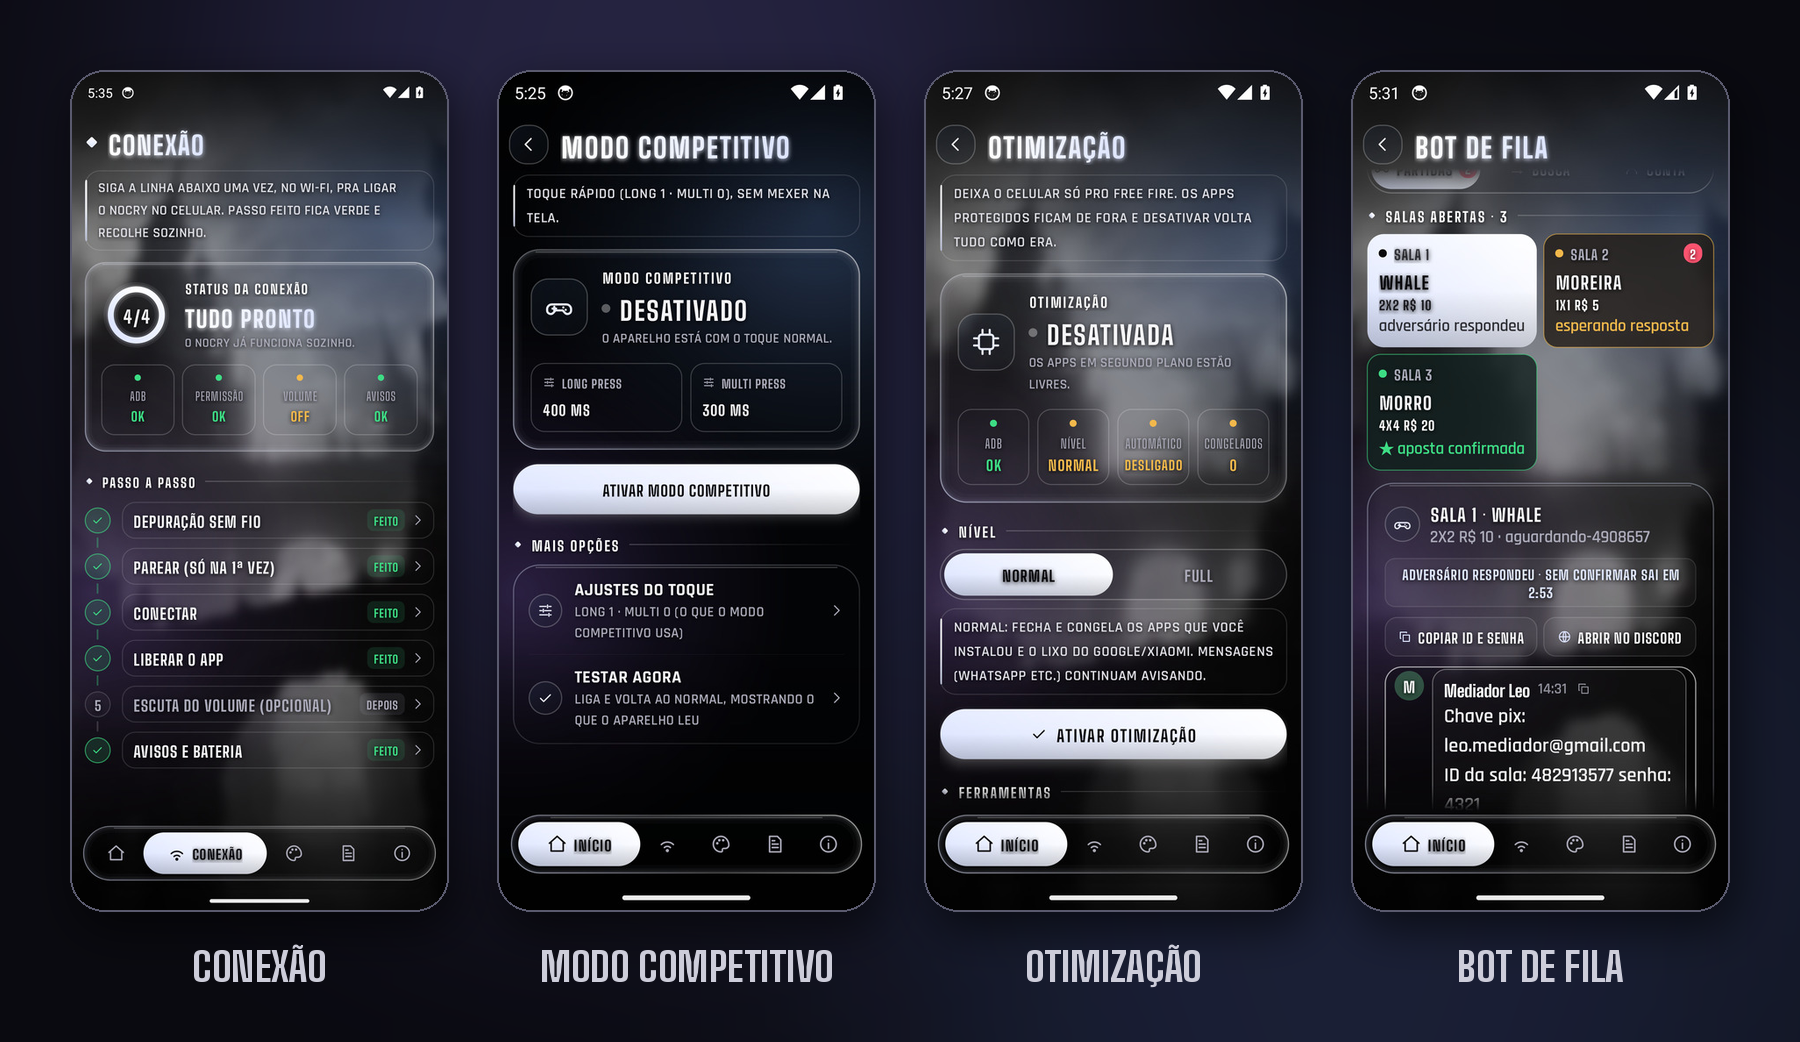 5:35
CONEXÃO
SIGA A LINHA ABAIXO UMA VEZ, NO WI-FI, PRA LIGAR
O NOCRY NO CELULAR. PASSO FEITO FICA VERDE E
RECOLHE SOZINHO.
4/4
STATUS DA CONEXÃO
TUDO PRONTO
O NOCRY JÁ FUNCIONA SOZINHO.
ADB
OK
PERMISSÃO
OK
VOLUME
OFF
AVISOS
OK
PASSO A PASSO
DEPURAÇÃO SEM FIO FEITO
PAREAR (SÓ NA 1ª VEZ) FEITO
CONECTAR FEITO
LIBERAR O APP FEITO
5 ESCUTA DO VOLUME (OPCIONAL) DEPOIS
AVISOS E BATERIA FEITO
CONEXÃO
CONEXÃO
5:25
MODO COMPETITIVO
TOQUE RÁPIDO (LONG 1 · MULTI 0), SEM MEXER NA
TELA.
MODO COMPETITIVO
DESATIVADO
O APARELHO ESTÁ COM O TOQUE NORMAL.
LONG PRESS
400 MS
MULTI PRESS
300 MS
ATIVAR MODO COMPETITIVO
MAIS OPÇÕES
AJUSTES DO TOQUE
LONG 1 · MULTI 0 (O QUE O MODO
COMPETITIVO USA)
TESTAR AGORA
LIGA E VOLTA AO NORMAL, MOSTRANDO O
QUE O APARELHO LEU
INÍCIO
MODO COMPETITIVO
5:27
OTIMIZAÇÃO
DEIXA O CELULAR SÓ PRO FREE FIRE. OS APPS
PROTEGIDOS FICAM DE FORA E DESATIVAR VOLTA
TUDO COMO ERA.
OTIMIZAÇÃO
DESATIVADA
OS APPS EM SEGUNDO PLANO ESTÃO
LIVRES.
ADB
OK
NÍVEL
NORMAL
AUTOMÁTICO
DESLIGADO
CONGELADOS
0
NÍVEL
NORMAL FULL
NORMAL: FECHA E CONGELA OS APPS QUE VOCÊ
INSTALOU E O LIXO DO GOOGLE/XIAOMI. MENSAGENS
(WHATSAPP ETC.) CONTINUAM AVISANDO.
ATIVAR OTIMIZAÇÃO
FERRAMENTAS
INÍCIO
OTIMIZAÇÃO
5:31
BOT DE FILA
PARTIDAS 2 BUSCA CONTA
SALAS ABERTAS · 3
SALA 1
WHALE
2X2 R$ 10
adversário respondeu
SALA 2 2
MOREIRA
1X1 R$ 5
esperando resposta
SALA 3
MORRO
4X4 R$ 20
★ aposta confirmada
SALA 1 · WHALE
2X2 R$ 10 · aguardando-4908657
ADVERSÁRIO RESPONDEU · SEM CONFIRMAR SAI EM
2:53
COPIAR ID E SENHA
ABRIR NO DISCORD
M
Mediador Leo 14:31
Chave pix:
leo.mediador@gmail.com
ID da sala: 482913577 senha:
4321
INÍCIO
BOT DE FILA